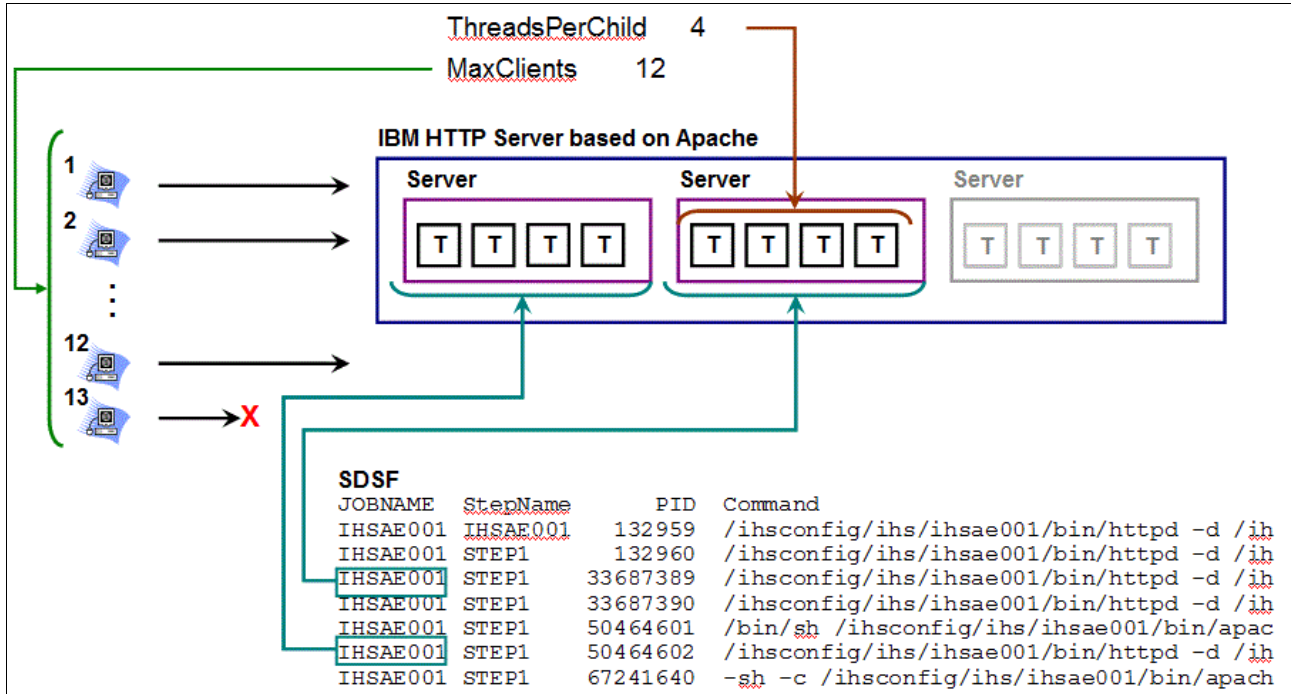 ThreadsPerChild 4
MaxClients 12
IBM HTTP Server based on Apache
1
2
12
13
X
Server
T T T T
Server
T T T T
Server
T T T T
SDSF
JOBNAME StepName PID Command
IHSAE001 IHSAE001 132959 /ihsconfig/ihs/ihsae001/bin/httpd -d /ih
IHSAE001 STEP1 132960 /ihsconfig/ihs/ihsae001/bin/httpd -d /ih
IHSAE001 STEP1 33687389 /ihsconfig/ihs/ihsae001/bin/httpd -d /ih
IHSAE001 STEP1 33687390 /ihsconfig/ihs/ihsae001/bin/httpd -d /ih
IHSAE001 STEP1 50464601 /bin/sh /ihsconfig/ihs/ihsae001/bin/apac
IHSAE001 STEP1 50464602 /ihsconfig/ihs/ihsae001/bin/httpd -d /ih
IHSAE001 STEP1 67241640 -sh -c /ihsconfig/ihs/ihsae001/bin/apach